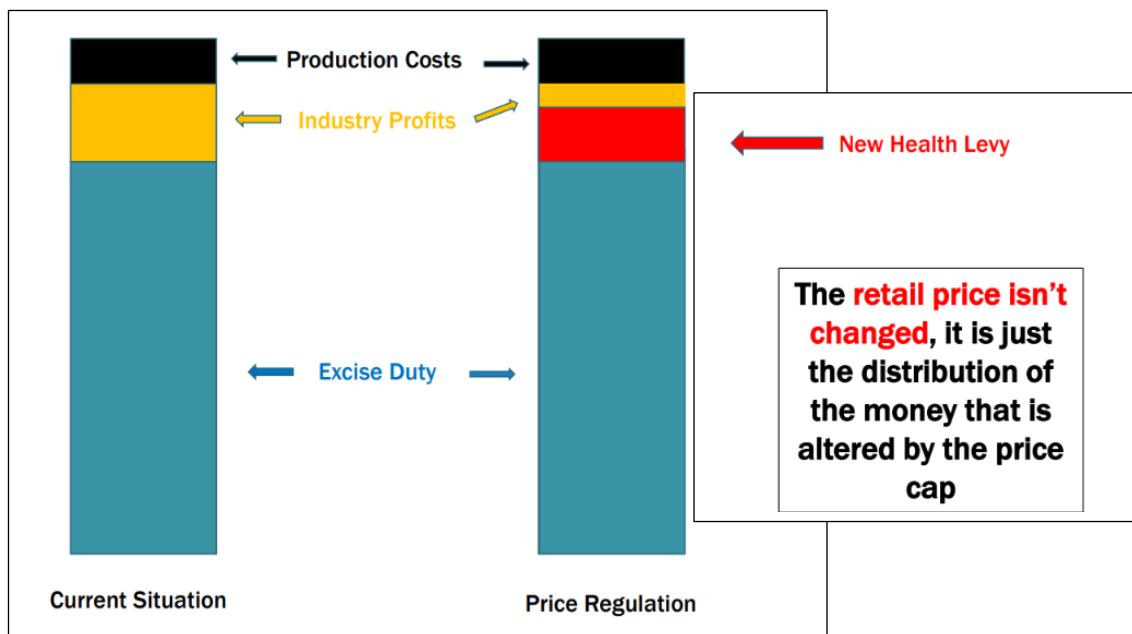 Production Costs
Industry Profits
New Health Levy
The retail price isn't
changed, it is just
the distribution of
the money that is
altered by the price
cap
Excise Duty
Current Situation
Price Regulation